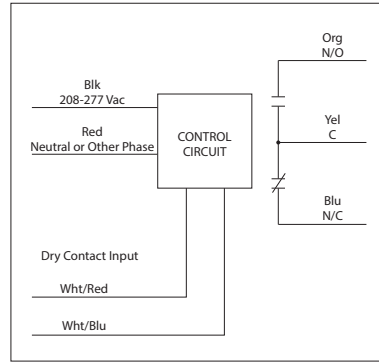 Org
N/O
Blk
208-277 Vac
Yel
C
Red
Neutral or Other Phase
CONTROL
CIRCUIT
Blu
N/C
Dry Contact Input
Wht/Red
Wht/Blu